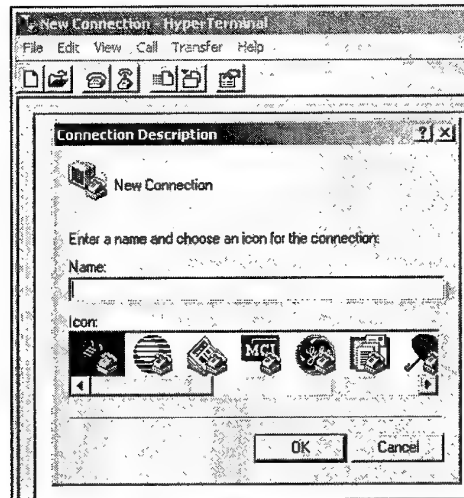 New Connection - HyperTerminal
File Edit View Call Transfer Help
Connection Description
New Connection
Enter a name and choose an icon for the connection:
Name:
Icon:
MCI
OK Cancel